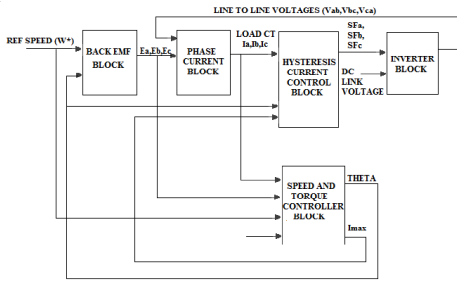 LINE TO LINE VOLTAGES (Vab,Vbc,Vca)
REF SPEED (W*)
BACK EMF
BLOCK
Ea,Eb,Ec
PHASE
CURRENT
BLOCK
LOAD CT
Ia,Ib,Ic
HYSTERESIS
CURRENT
CONTROL
BLOCK
SFa,
SFb,
SFc
DC
LINK
VOLTAGE
INVERTER
BLOCK
SPEED AND
TORQUE
CONTROLLER
BLOCK
THETA
Imax